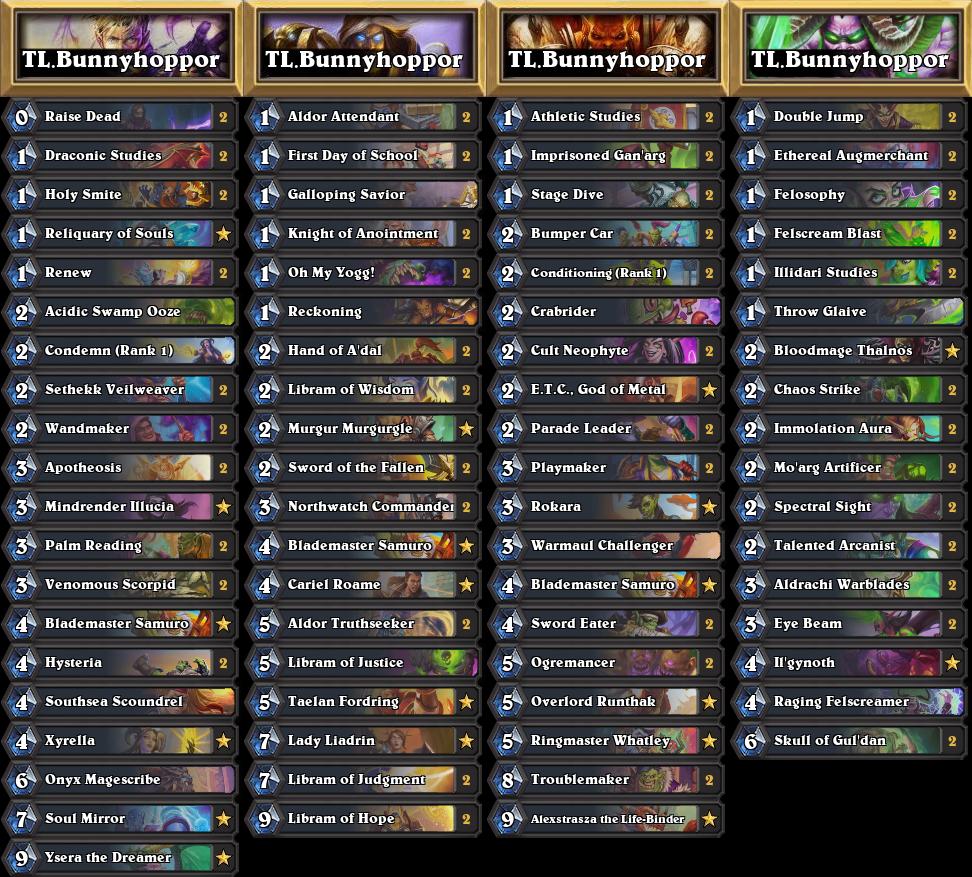 TL.Bunnyhoppor
0 Raise Dead 2
1 Draconic Studies 2
1 Holy Smite 2
1 Reliquary of Souls
1 Renew 2
2 Acidic Swamp Ooze
2 Condemn (Rank 1)
2 Sethekk Veilweaver 2
2 Wandmaker 2
3 Apotheosis 2
3 Mindrender Illucia
3 Palm Reading 2
3 Venomous Scorpid 2
4 Blademaster Samuro
4 Hysteria 2
4 Southsea Scoundrel
4 Xyrella
6 Onyx Magescribe
7 Soul Mirror
9 Ysera the Dreamer
TL.Bunnyhoppor
1 Aldor Attendant 2
1 First Day of School 2
1 Galloping Savior
1 Knight of Anointment 2
1 Oh My Yogg! 2
1 Reckoning
2 Hand of A'dal 2
2 Libram of Wisdom 2
2 Murgur Murgurgle
2 Sword of the Fallen 2
3 Northwatch Commander 2
4 Blademaster Samuro
4 Cariel Roame
5 Aldor Truthseeker 2
5 Libram of Justice
5 Taelan Fordring
7 Lady Liadrin
7 Libram of Judgment 2
9 Libram of Hope 2
TL.Bunnyhoppor
1 Athletic Studies 2
1 Imprisoned Gan'arg 2
1 Stage Dive 2
2 Bumper Car 2
2 Conditioning (Rank 1) 2
2 Crabrider
2 Cult Neophyte 2
2 E.T.C., God of Metal
2 Parade Leader 2
3 Playmaker 2
3 Rokara
3 Warmaul Challenger
4 Blademaster Samuro
4 Sword Eater 2
5 Ogremancer 2
5 Overlord Runthak
5 Ringmaster Whatley
8 Troublemaker 2
9 Alexstrasza the Life-Binder
TL.Bunnyhoppor
1 Double Jump 2
1 Ethereal Augmerchant 2
1 Felosophy 2
1 Felscream Blast 2
1 Illidari Studies 2
1 Throw Glaive
2 Bloodmage Thalnos
2 Chaos Strike 2
2 Immolation Aura 2
2 Mo'arg Artificer 2
2 Spectral Sight 2
2 Talented Arcanist 2
3 Aldrachi Warblades 2
3 Eye Beam 2
4 Il'gynoth
4 Raging Felscreamer
6 Skull of Gul'dan 2